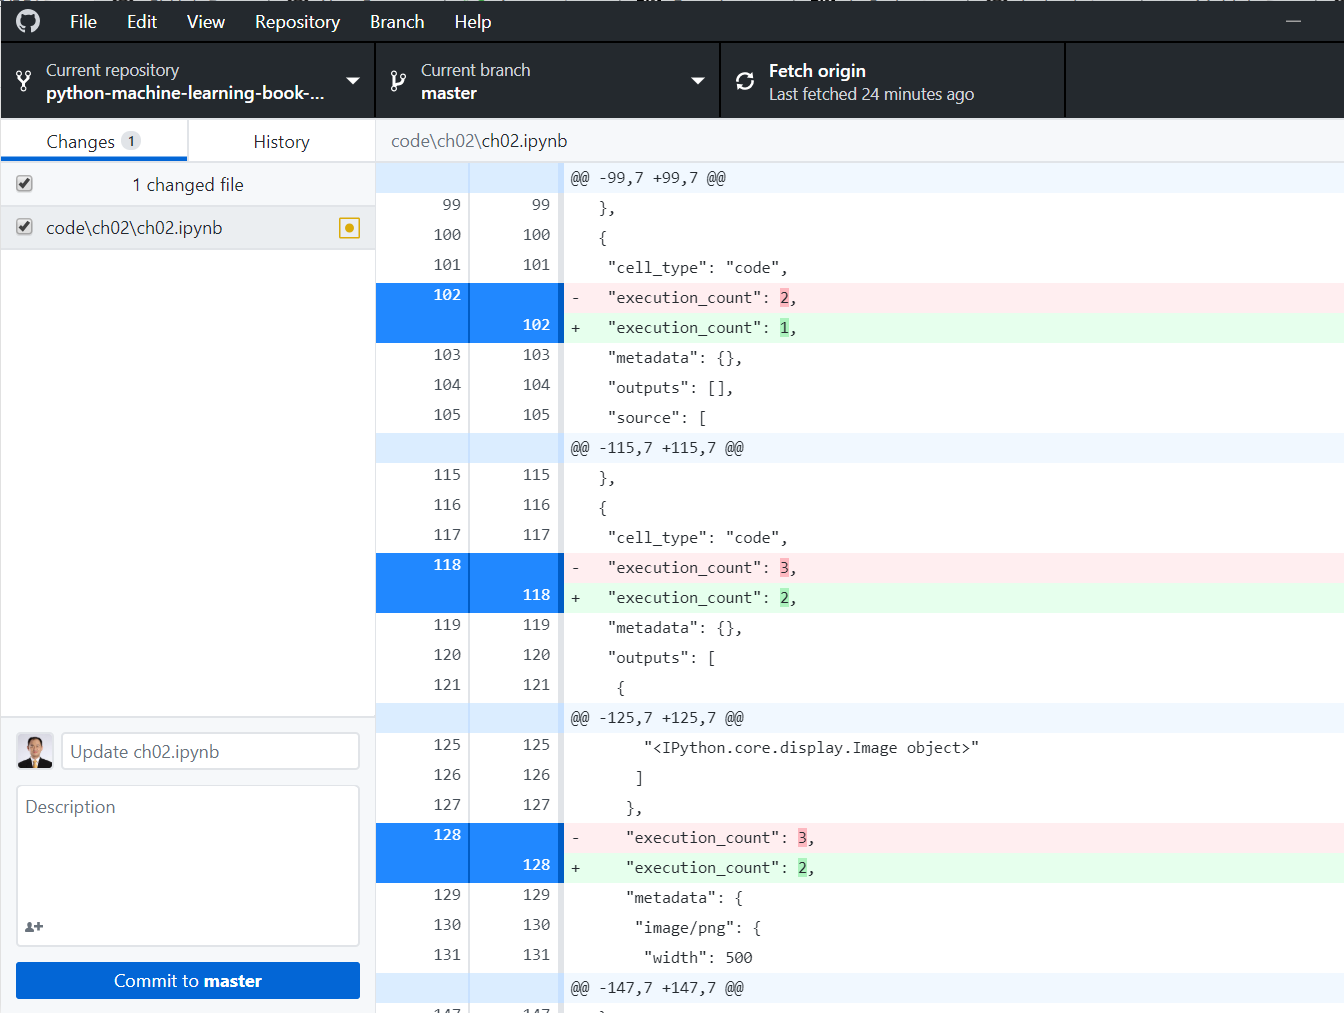 File Edit View Repository Branch Help
Current repository
python-machine-learning-book-...
Current branch
master
Fetch origin
Last fetched 24 minutes ago
Changes 1 History
1 changed file
code\ch02\ch02.ipynb
Update ch02.ipynb
Description
Commit to master
code\ch02\ch02.ipynb
@@ -99,7 +99,7 @@
99 99 },
100 100 {
101 101 "cell_type": "code",
102 - "execution_count": 2,
102 + "execution_count": 1,
103 103 "metadata": {},
104 104 "outputs": [],
105 105 "source": [
@@ -115,7 +115,7 @@
115 115 },
116 116 {
117 117 "cell_type": "code",
118 - "execution_count": 3,
118 + "execution_count": 2,
119 119 "metadata": {},
120 120 "outputs": [
121 121 {
@@ -125,7 +125,7 @@
125 125 "<IPython.core.display.Image object>"
126 126 ]
127 127 },
128 - "execution_count": 3,
128 + "execution_count": 2,
129 129 "metadata": {
130 130 "image/png": {
131 131 "width": 500
@@ -147,7 +147,7 @@
147 147